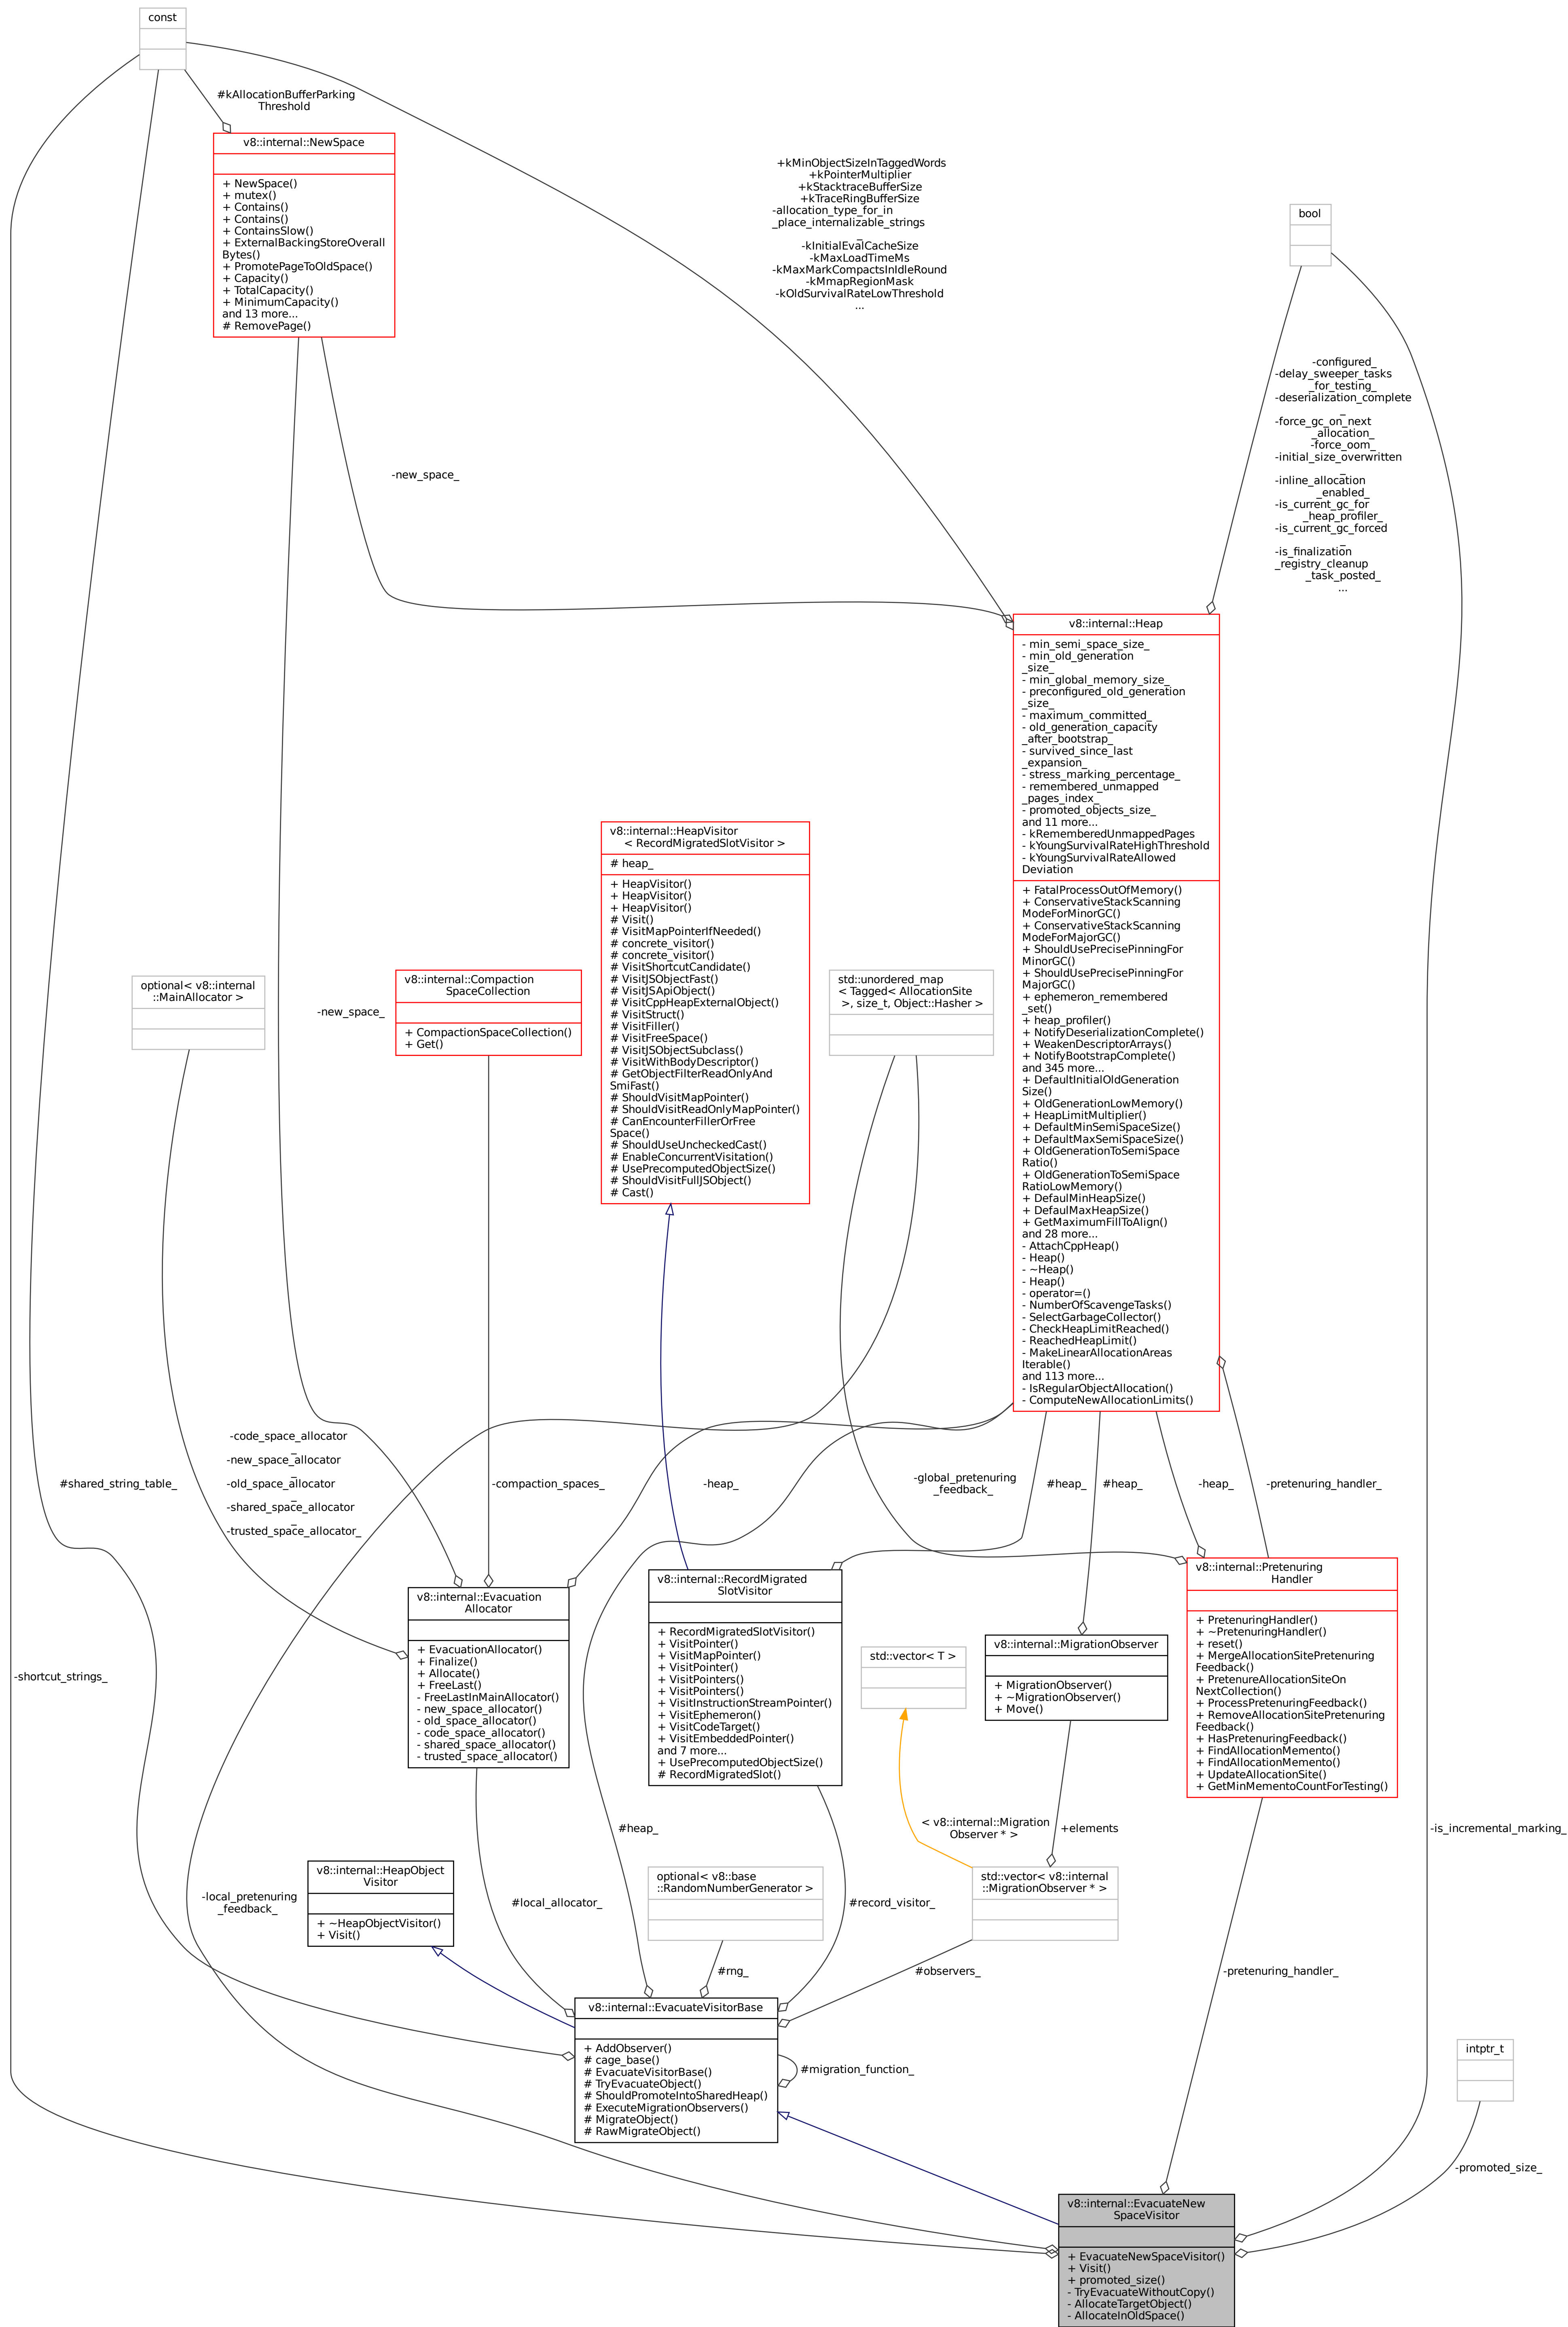 const
#kAllocationBufferParking
Threshold
v8::internal::NewSpace
+ NewSpace()
+ mutex()
+ Contains()
+ Contains()
+ ContainsSlow()
+ ExternalBackingStoreOverall
Bytes()
+ PromotePageToOldSpace()
+ Capacity()
+ TotalCapacity()
+ MinimumCapacity()
and 13 more...
# RemovePage()
+kMinObjectSizeInTaggedWords
+kPointerMultiplier
+kStacktraceBufferSize
+kTraceRingBufferSize
-allocation_type_for_in
_place_internalizable_strings
_
-kInitialEvalCacheSize
-kMaxLoadTimeMs
-kMaxMarkCompactsInIdleRound
-kMmapRegionMask
-kOldSurvivalRateLowThreshold
...
bool
-configured_
-delay_sweeper_tasks
_for_testing_
-deserialization_complete
_
-force_gc_on_next
_allocation_
-force_oom_
-initial_size_overwritten
_
-inline_allocation
_enabled_
-is_current_gc_for
_heap_profiler_
-is_current_gc_forced
_
-is_finalization
_registry_cleanup
_task_posted_
...
-new_space_
v8::internal::Heap
- min_semi_space_size_
- min_old_generation
_size_
- min_global_memory_size_
- preconfigured_old_generation
_size_
- maximum_committed_
- old_generation_capacity
_after_bootstrap_
- survived_since_last
_expansion_
- stress_marking_percentage_
- remembered_unmapped
_pages_index_
- promoted_objects_size_
and 11 more...
- kRememberedUnmappedPages
- kYoungSurvivalRateHighThreshold
- kYoungSurvivalRateAllowed
Deviation
+ FatalProcessOutOfMemory()
+ ConservativeStackScanning
ModeForMinorGC()
+ ConservativeStackScanning
ModeForMajorGC()
+ ShouldUsePrecisePinningFor
MinorGC()
+ ShouldUsePrecisePinningFor
MajorGC()
+ ephemeron_remembered
_set()
+ heap_profiler()
+ NotifyDeserializationComplete()
+ WeakenDescriptorArrays()
+ NotifyBootstrapComplete()
and 345 more...
+ DefaultInitialOldGeneration
Size()
+ OldGenerationLowMemory()
+ HeapLimitMultiplier()
+ DefaultMinSemiSpaceSize()
+ DefaultMaxSemiSpaceSize()
+ OldGenerationToSemiSpace
Ratio()
+ OldGenerationToSemiSpace
RatioLowMemory()
+ DefaulMinHeapSize()
+ DefaulMaxHeapSize()
+ GetMaximumFillToAlign()
and 28 more...
- AttachCppHeap()
- Heap()
- ~Heap()
- Heap()
- operator=()
- NumberOfScavengeTasks()
- SelectGarbageCollector()
- CheckHeapLimitReached()
- ReachedHeapLimit()
- MakeLinearAllocationAreas
Iterable()
and 113 more...
- IsRegularObjectAllocation()
- ComputeNewAllocationLimits()
v8::internal::HeapVisitor
< RecordMigratedSlotVisitor >
# heap_
+ HeapVisitor()
+ HeapVisitor()
+ HeapVisitor()
# Visit()
# VisitMapPointerIfNeeded()
# concrete_visitor()
# concrete_visitor()
# VisitShortcutCandidate()
# VisitJSObjectFast()
# VisitJSApiObject()
# VisitCppHeapExternalObject()
# VisitStruct()
# VisitFiller()
# VisitFreeSpace()
# VisitJSObjectSubclass()
# VisitWithBodyDescriptor()
# GetObjectFilterReadOnlyAnd
SmiFast()
# ShouldVisitMapPointer()
# ShouldVisitReadOnlyMapPointer()
# CanEncounterFillerOrFree
Space()
# ShouldUseUncheckedCast()
# EnableConcurrentVisitation()
# UsePrecomputedObjectSize()
# ShouldVisitFullJSObject()
# Cast()
optional< v8::internal
::MainAllocator >
-new_space_
v8::internal::Compaction
SpaceCollection
+ CompactionSpaceCollection()
+ Get()
std::unordered_map
< Tagged< AllocationSite
>, size_t, Object::Hasher >
#shared_string_table_
-code_space_allocator
_
-new_space_allocator
_
-old_space_allocator
_
-shared_space_allocator
_
-trusted_space_allocator_
-compaction_spaces_
-heap_
-global_pretenuring
_feedback_
#heap_
#heap_
-heap_
-pretenuring_handler_
v8::internal::Evacuation
Allocator
+ EvacuationAllocator()
+ Finalize()
+ Allocate()
+ FreeLast()
- FreeLastInMainAllocator()
- new_space_allocator()
- old_space_allocator()
- code_space_allocator()
- shared_space_allocator()
- trusted_space_allocator()
v8::internal::RecordMigrated
SlotVisitor
+ RecordMigratedSlotVisitor()
+ VisitPointer()
+ VisitMapPointer()
+ VisitPointer()
+ VisitPointers()
+ VisitPointers()
+ VisitInstructionStreamPointer()
+ VisitEphemeron()
+ VisitCodeTarget()
+ VisitEmbeddedPointer()
and 7 more...
+ UsePrecomputedObjectSize()
# RecordMigratedSlot()
std::vector< T >
v8::internal::MigrationObserver
+ MigrationObserver()
+ ~MigrationObserver()
+ Move()
v8::internal::Pretenuring
Handler
+ PretenuringHandler()
+ ~PretenuringHandler()
+ reset()
+ MergeAllocationSitePretenuring
Feedback()
+ PretenureAllocationSiteOn
NextCollection()
+ ProcessPretenuringFeedback()
+ RemoveAllocationSitePretenuring
Feedback()
+ HasPretenuringFeedback()
+ FindAllocationMemento()
+ FindAllocationMemento()
+ UpdateAllocationSite()
+ GetMinMementoCountForTesting()
-shortcut_strings_
#heap_
< v8::internal::Migration
Observer * >
+elements
-is_incremental_marking_
-local_pretenuring
_feedback_
v8::internal::HeapObject
Visitor
+ ~HeapObjectVisitor()
+ Visit()
#local_allocator_
optional< v8::base
::RandomNumberGenerator >
#record_visitor_
std::vector< v8::internal
::MigrationObserver * >
#rng_
#observers_
-pretenuring_handler_
v8::internal::EvacuateVisitorBase
+ AddObserver()
# cage_base()
# EvacuateVisitorBase()
# TryEvacuateObject()
# ShouldPromoteIntoSharedHeap()
# ExecuteMigrationObservers()
# MigrateObject()
# RawMigrateObject()
#migration_function_
intptr_t
-promoted_size_
v8::internal::EvacuateNew
SpaceVisitor
+ EvacuateNewSpaceVisitor()
+ Visit()
+ promoted_size()
- TryEvacuateWithoutCopy()
- AllocateTargetObject()
- AllocateInOldSpace()